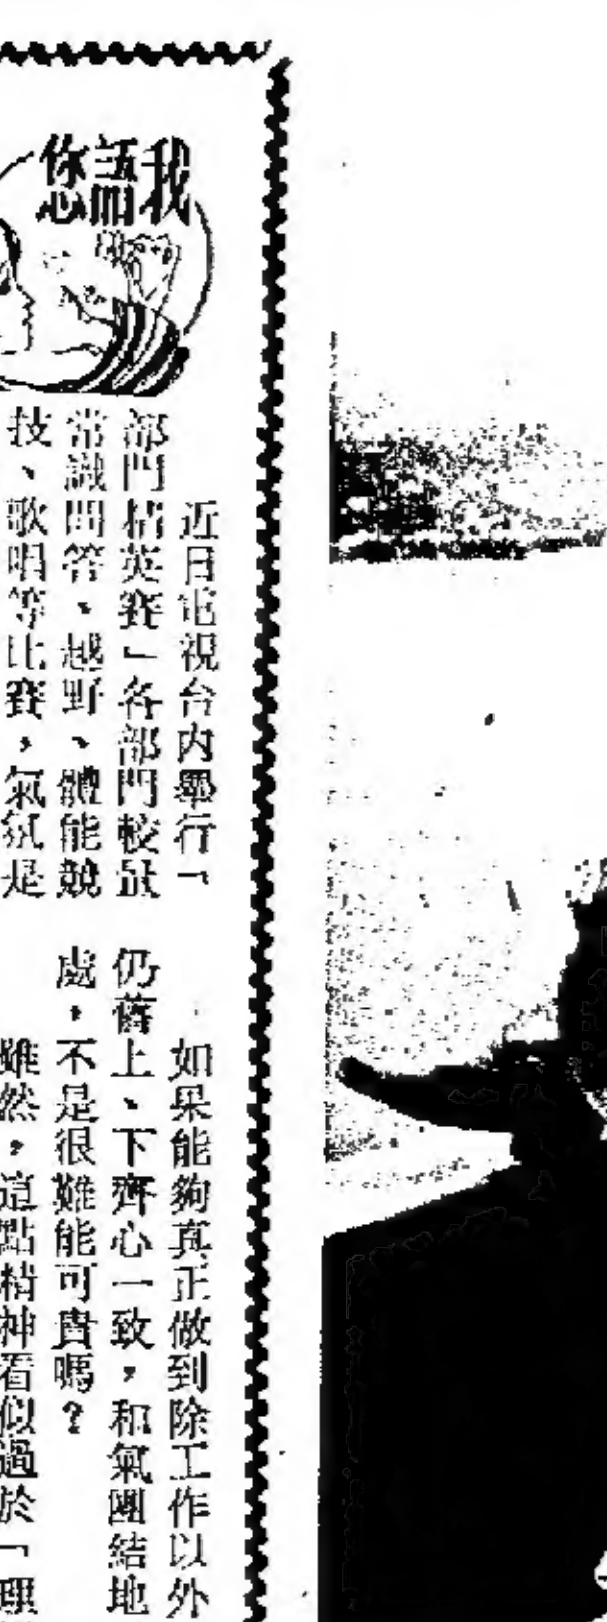 我語您
近日電視台內舉行「
部門精英賽」各部門較量
常識問答、越野、體能競
技、歌唱等比賽，氣氛是
如果能夠真正做到除工作以外
仍舊上、下齊心一致，和氣團結地
處，不是很難能可貴嗎？
雖然，這點精神看似過於「理